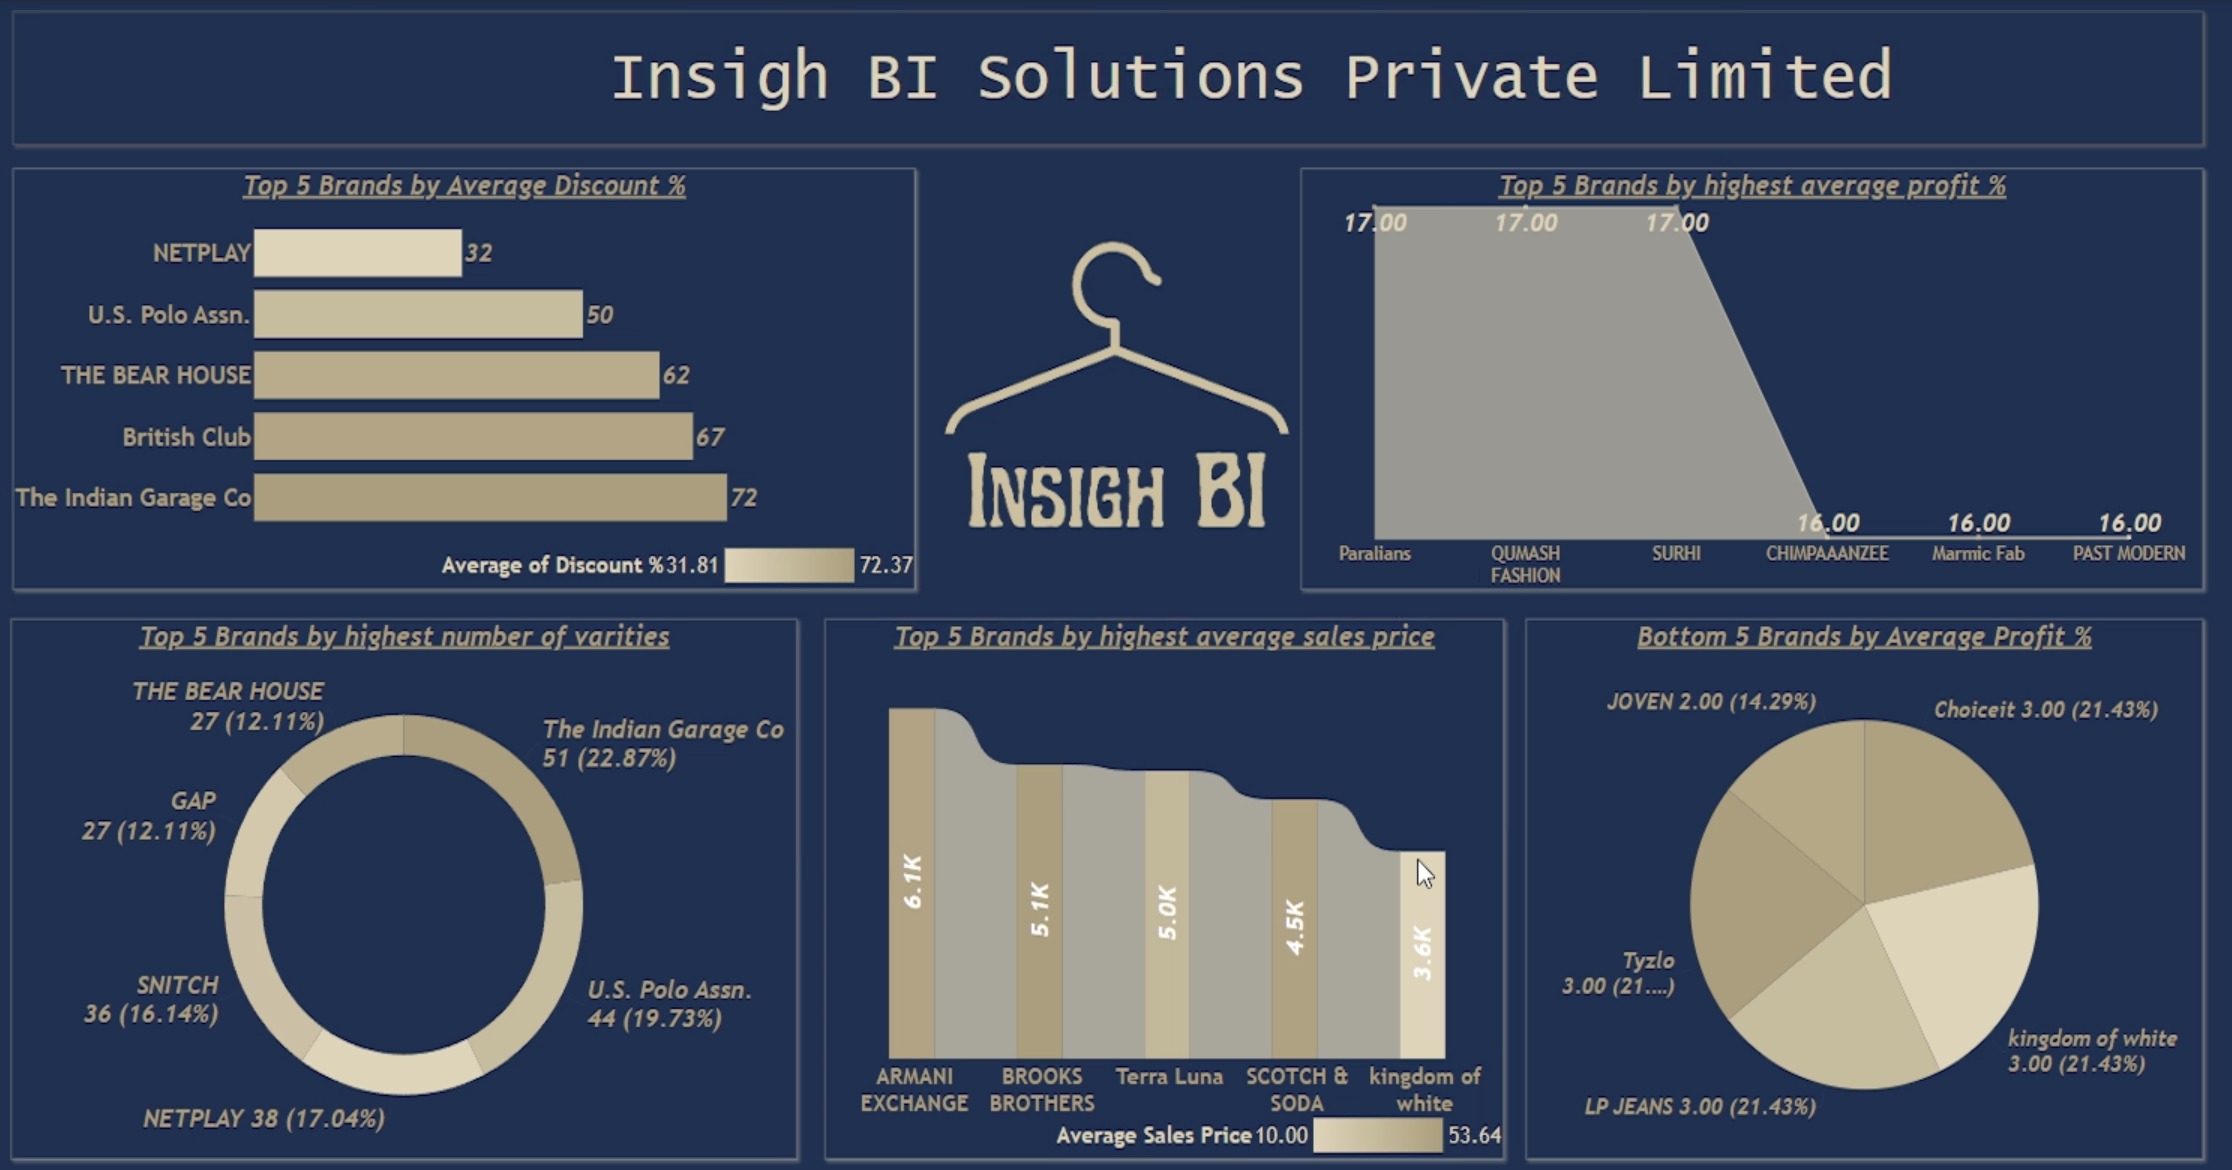 Insigh BI Solutions Private Limited
Top 5 Brands by Average Discount %
NETPLAY 32
U.S. Polo Assn. 50
THE BEAR HOUSE 62
British Club 67
The Indian Garage Co 72
Average of Discount % 31.81 72.37
INSIGH BI
Top 5 Brands by highest average profit %
17.00 17.00 17.00
16.00 16.00 16.00
Paralians QUMASH SURHI CHIMPAAANZEE Marmic Fab PAST MODERN
FASHION
Top 5 Brands by highest number of varities
THE BEAR HOUSE
27 (12.11%)
The Indian Garage Co
51 (22.87%)
GAP
27 (12.11%)
SNITCH
36 (16.14%)
U.S. Polo Assn.
44 (19.73%)
NETPLAY 38 (17.04%)
Top 5 Brands by highest average sales price
6.1K 5.1K 5.0K 4.5K 3.6K
ARMANI BROOKS Terra Luna SCOTCH & kingdom of
EXCHANGE BROTHERS SODA white
Average Sales Price 10.00 53.64
Bottom 5 Brands by Average Profit %
JOVEN 2.00 (14.29%)
Choiceit 3.00 (21.43%)
Tyzlo
3.00 (21....)
kingdom of white
3.00 (21.43%)
LP JEANS 3.00 (21.43%)